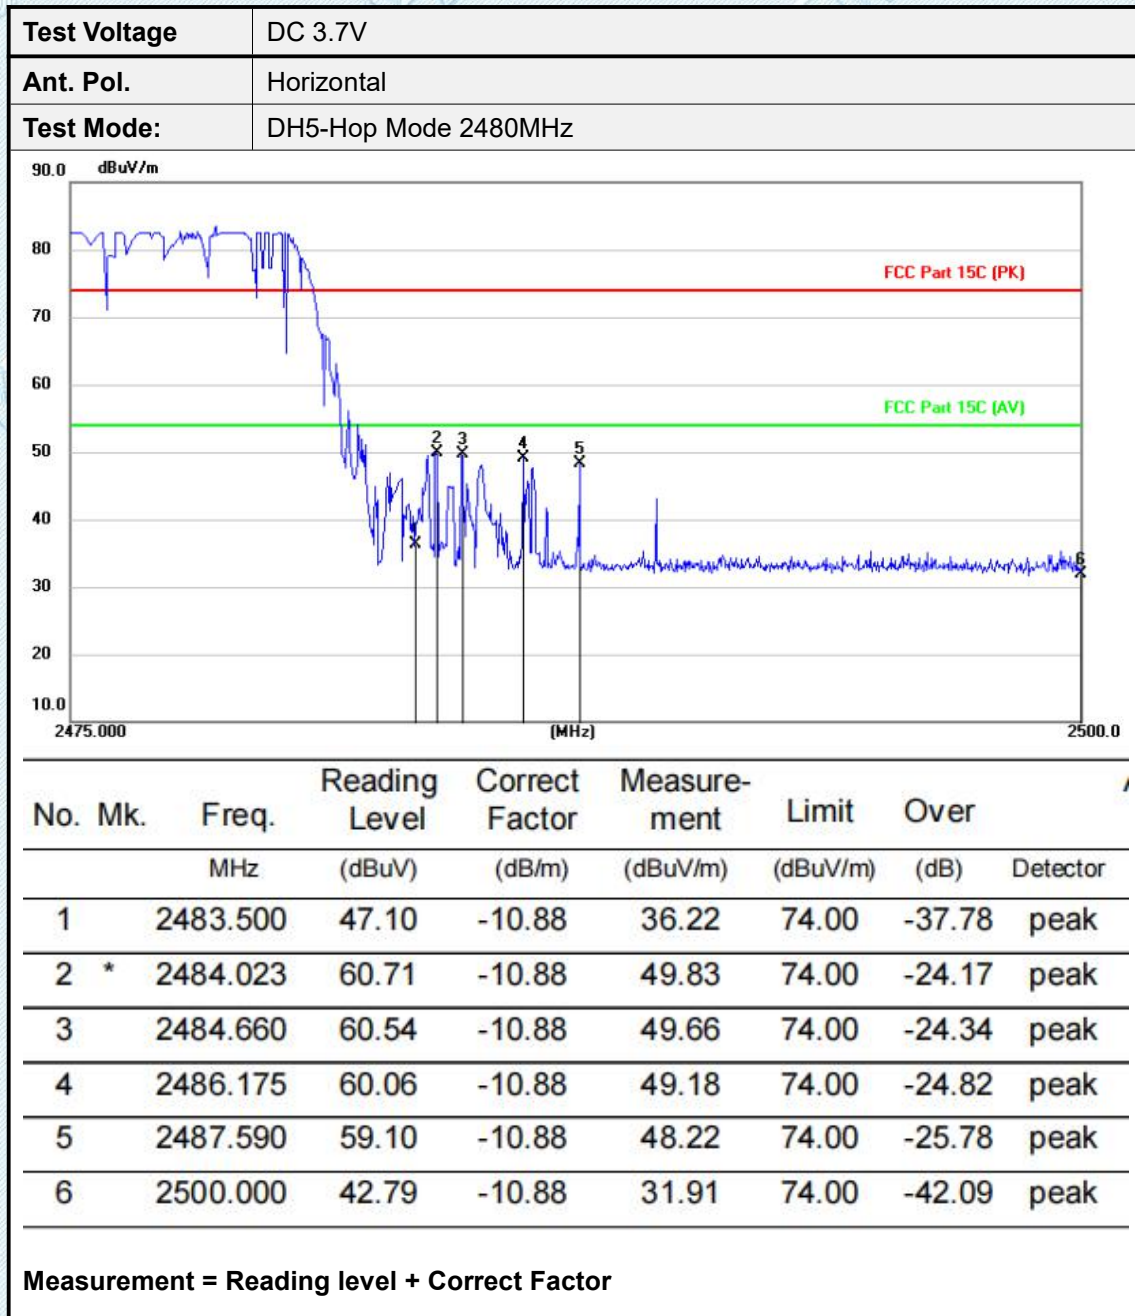 Test Voltage DC 3.7V
Ant. Pol. Horizontal
Test Mode: DH5-Hop Mode 2480MHz
90.0 dBuV/m
80
FCC Part 15C (PK)
70
60
FCC Part 15C (AV)
50
2 3 4 5
40
6
30
20
10.0
2475.000 (MHz) 2500.0
No. Mk. Freq. Reading Level Correct Factor Measure-ment Limit Over
MHz (dBuV) (dB/m) (dBuV/m) (dBuV/m) (dB) Detector
1 2483.500 47.10 -10.88 36.22 74.00 -37.78 peak
2 * 2484.023 60.71 -10.88 49.83 74.00 -24.17 peak
3 2484.660 60.54 -10.88 49.66 74.00 -24.34 peak
4 2486.175 60.06 -10.88 49.18 74.00 -24.82 peak
5 2487.590 59.10 -10.88 48.22 74.00 -25.78 peak
6 2500.000 42.79 -10.88 31.91 74.00 -42.09 peak
Measurement = Reading level + Correct Factor